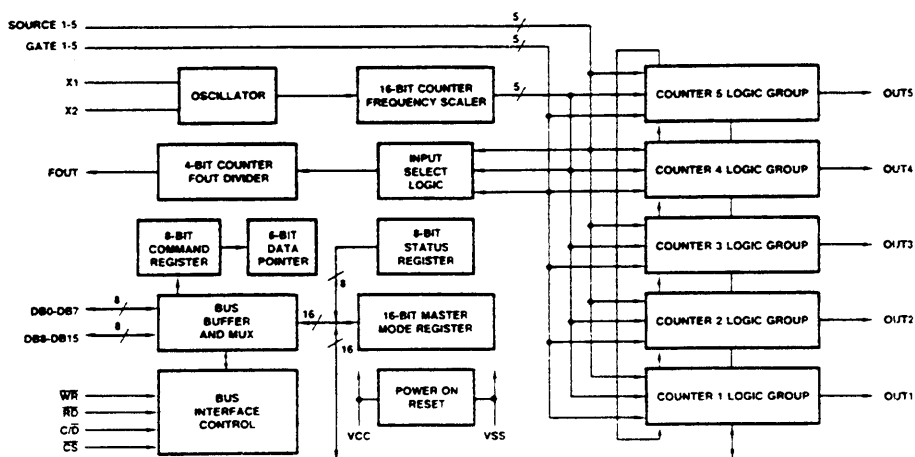 SOURCE 1-5
5
GATE 1-5
5
X1
X2
OSCILLATOR
16-BIT COUNTER
FREQUENCY SCALER
5
COUNTER 5 LOGIC GROUP
OUT5
FOUT
4-BIT COUNTER
FOUT DIVIDER
INPUT
SELECT
LOGIC
COUNTER 4 LOGIC GROUP
OUT4
8-BIT
COMMAND
REGISTER
6-BIT
DATA
POINTER
8-BIT
STATUS
REGISTER
COUNTER 3 LOGIC GROUP
OUT3
8
DB0-DB7
8
DB8-DB15
8
BUS
BUFFER
AND MUX
16
16-BIT MASTER
MODE REGISTER
16
COUNTER 2 LOGIC GROUP
OUT2
WR
RD
C/D
CS
BUS
INTERFACE
CONTROL
POWER ON
RESET
VCC
VSS
COUNTER 1 LOGIC GROUP
OUT1